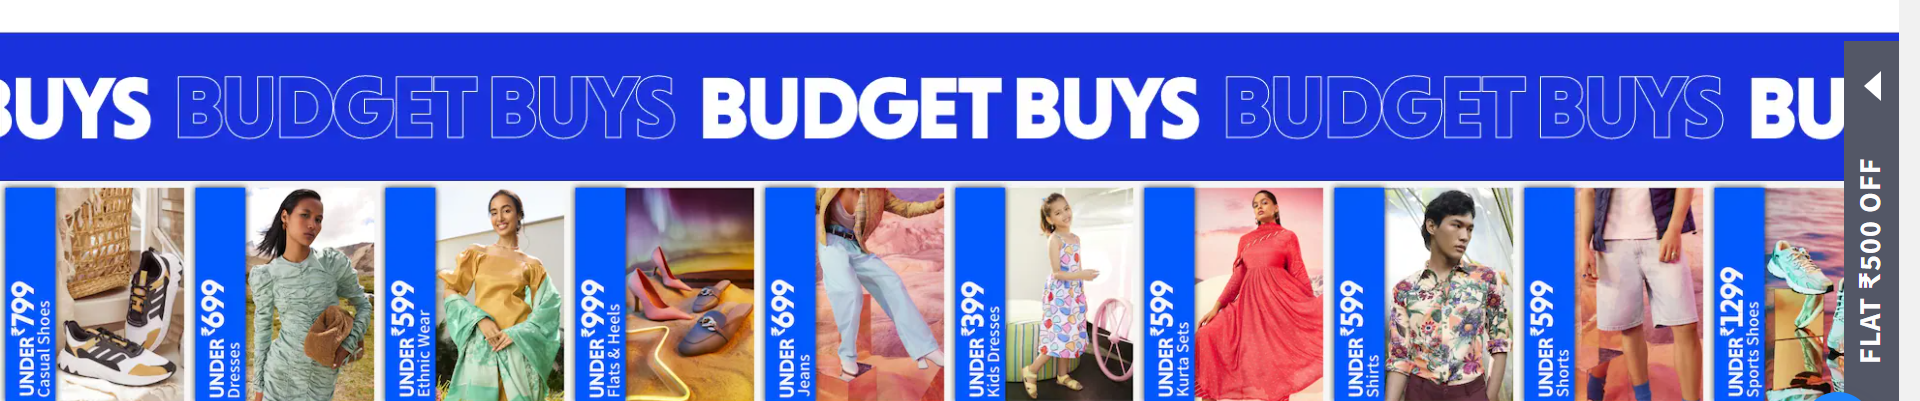 BUYS BUDGET BUYS BUDGET BUYS BUDGET BUYS BU
UNDER ₹799
Casual Shoes
UNDER ₹699
Dresses
UNDER ₹599
Ethnic Wear
UNDER ₹999
Flats & Heels
UNDER ₹699
Jeans
UNDER ₹399
Kids Dresses
UNDER ₹599
Kurta Sets
UNDER ₹599
Shirts
UNDER ₹599
Shorts
UNDER ₹1299
Sports Shoes
FLAT ₹500 OFF